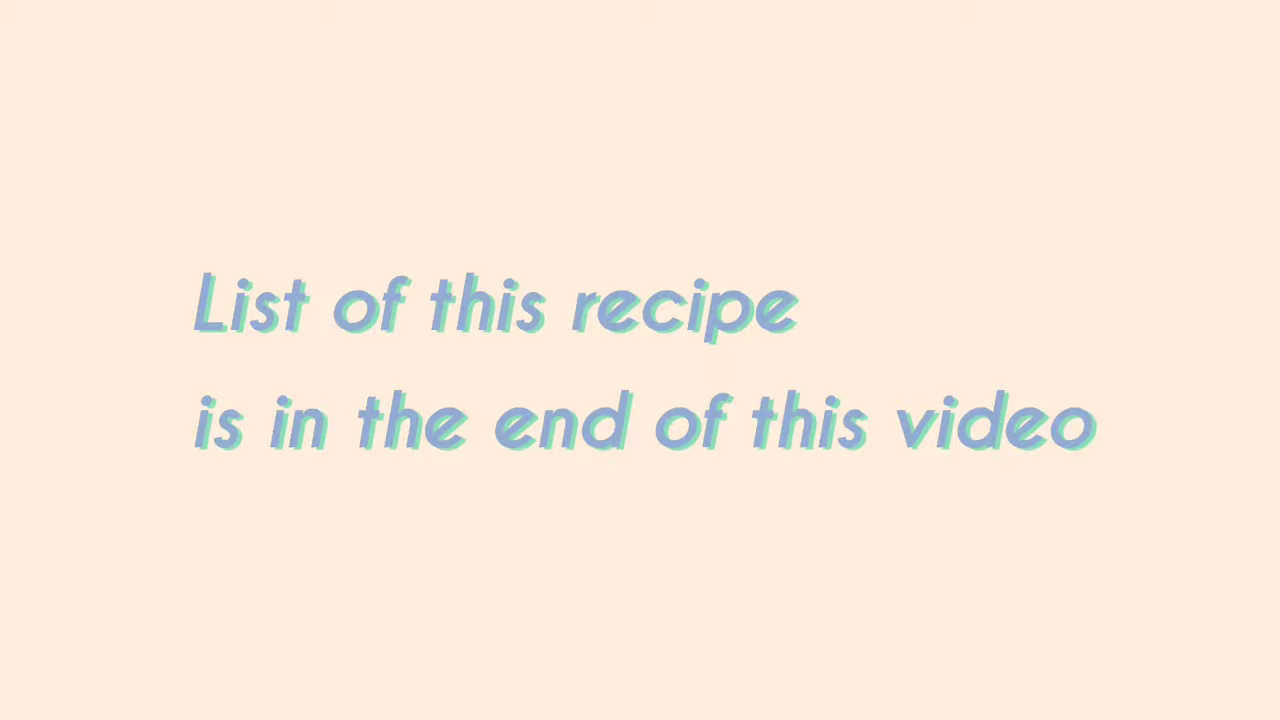 List of this recipe
is in the end of this video